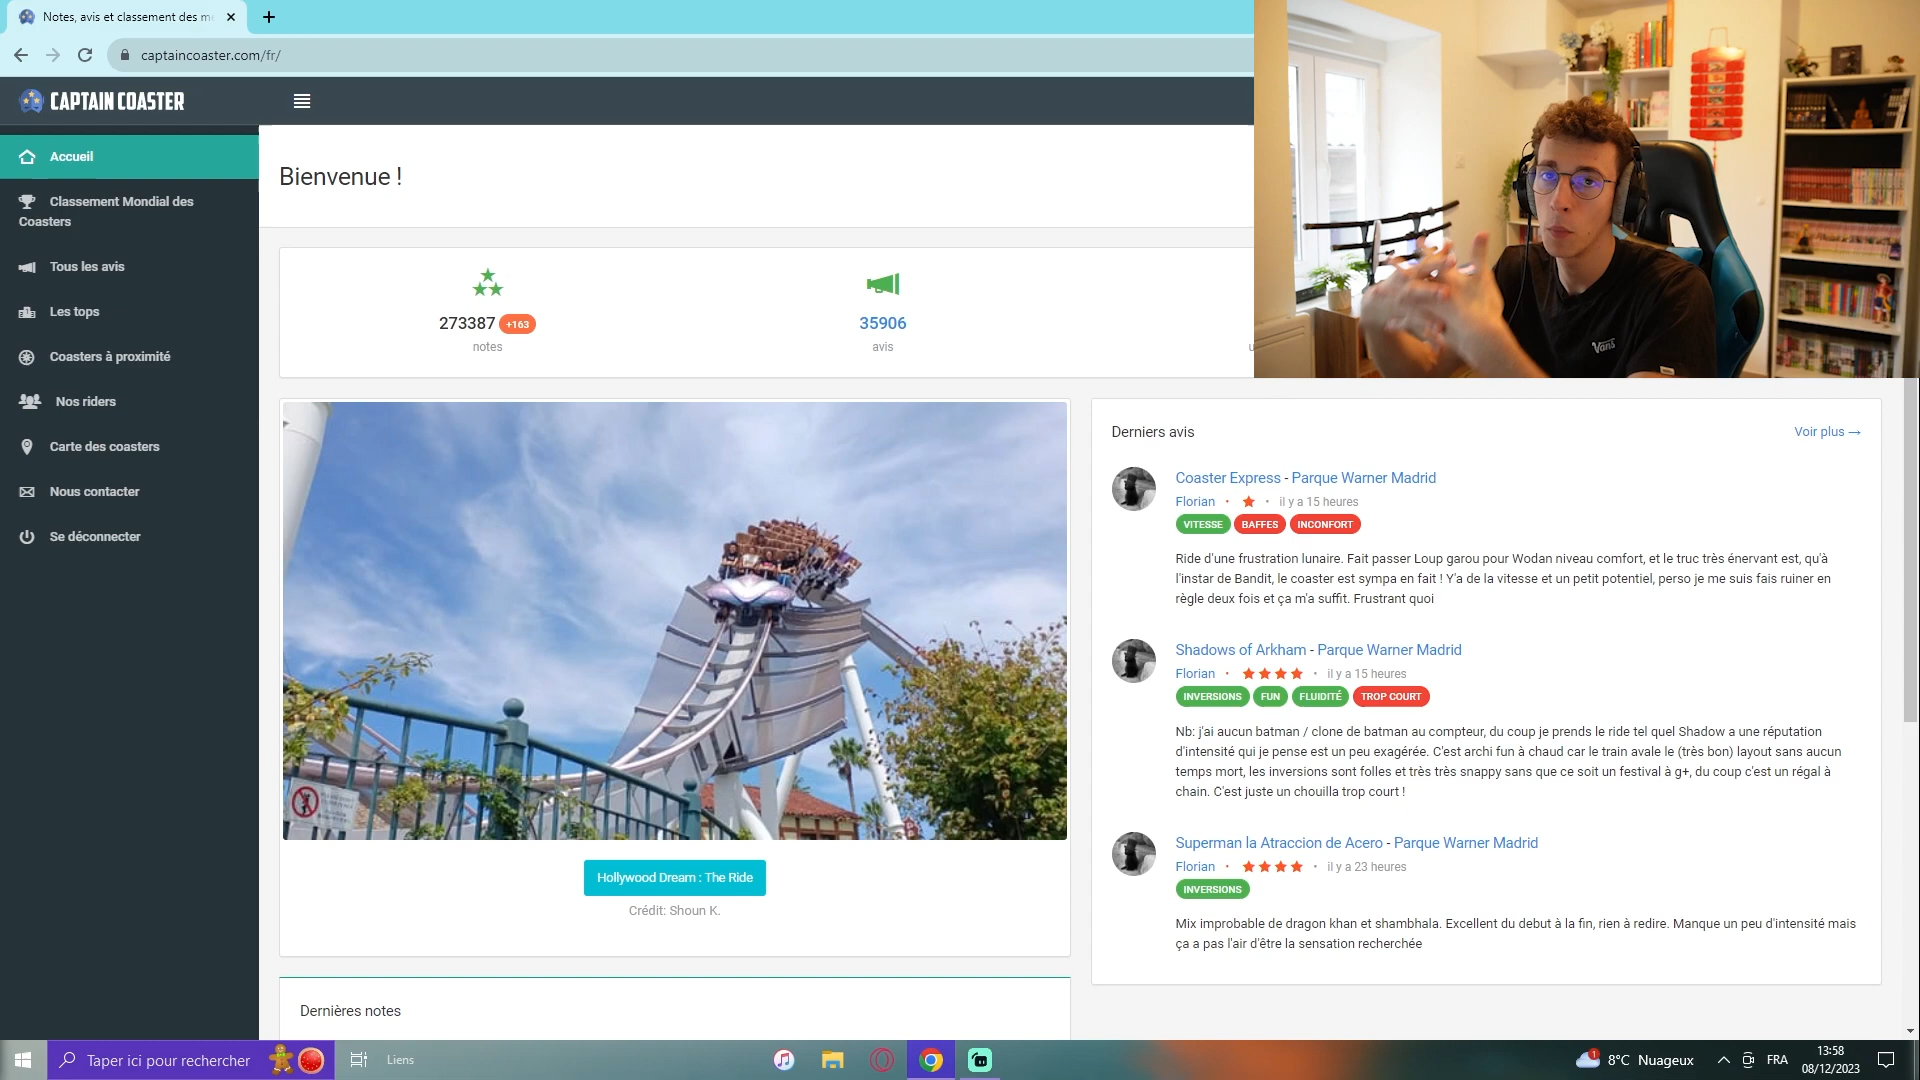 Notes, avis et classement des m
captaincoaster.com/fr/
CAPTAIN COASTER
Accueil
Classement Mondial des
Coasters
Tous les avis
Les tops
Coasters à proximité
Nos riders
Carte des coasters
Nous contacter
Se déconnecter
Bienvenue !
273387 +163
notes
35906
avis
u
Vans
Hollywood Dream : The Ride
Crédit: Shoun K.
Dernières notes
Derniers avis
Voir plus →
Coaster Express - Parque Warner Madrid
Florian • • il y a 15 heures
VITESSE BAFFES INCONFORT
Ride d'une frustration lunaire. Fait passer Loup garou pour Wodan niveau comfort, et le truc très énervant est, qu'à
l'instar de Bandit, le coaster est sympa en fait ! Y'a de la vitesse et un petit potentiel, perso je me suis fais ruiner en
règle deux fois et ça m'a suffit. Frustrant quoi
Shadows of Arkham - Parque Warner Madrid
Florian • • il y a 15 heures
INVERSIONS FUN FLUIDITÉ TROP COURT
Nb: j'ai aucun batman / clone de batman au compteur, du coup je prends le ride tel quel Shadow a une réputation
d'intensité qui je pense est un peu exagérée. C'est archi fun à chaud car le train avale le (très bon) layout sans aucun
temps mort, les inversions sont folles et très très snappy sans que ce soit un festival à g+, du coup c'est un régal à
chain. C'est juste un chouilla trop court !
Superman la Atraccion de Acero - Parque Warner Madrid
Florian • • il y a 23 heures
INVERSIONS
Mix improbable de dragon khan et shambhala. Excellent du debut à la fin, rien à redire. Manque un peu d'intensité mais
ça a pas l'air d'être la sensation recherchée
Taper ici pour rechercher
Liens
1
8°C Nuageux
FRA
13:58
08/12/2023